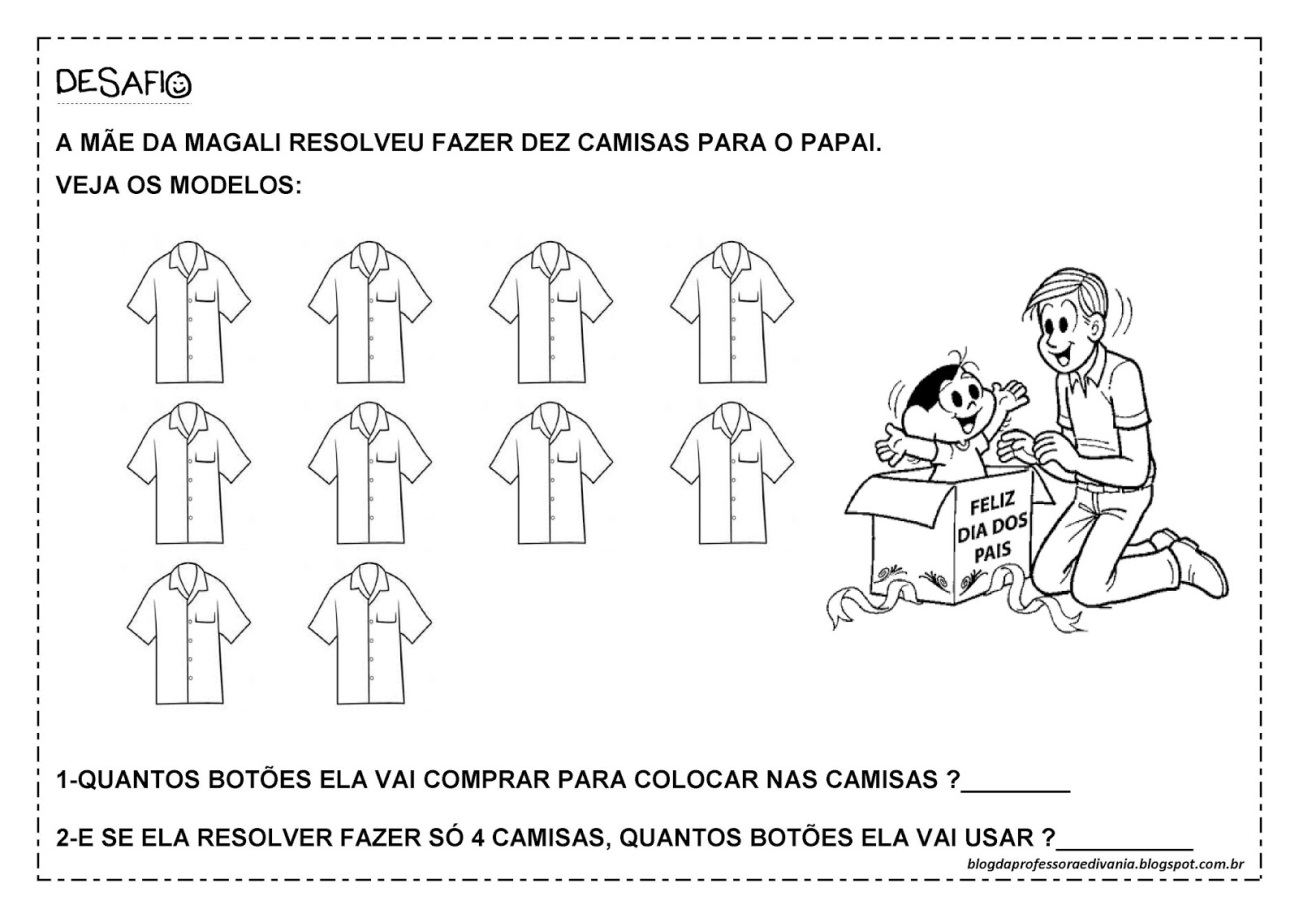 DESAFIO
A MÃE DA MAGALI RESOLVEU FAZER DEZ CAMISAS PARA O PAPAI.
VEJA OS MODELOS:
FELIZ
DIA DOS
PAIS
1-QUANTOS BOTÕES ELA VAI COMPRAR PARA COLOCAR NAS CAMISAS ?________
2-E SE ELA RESOLVER FAZER SÓ 4 CAMISAS, QUANTOS BOTÕES ELA VAI USAR ?__________
blogdaprofessoraedivania.blogspot.com.br